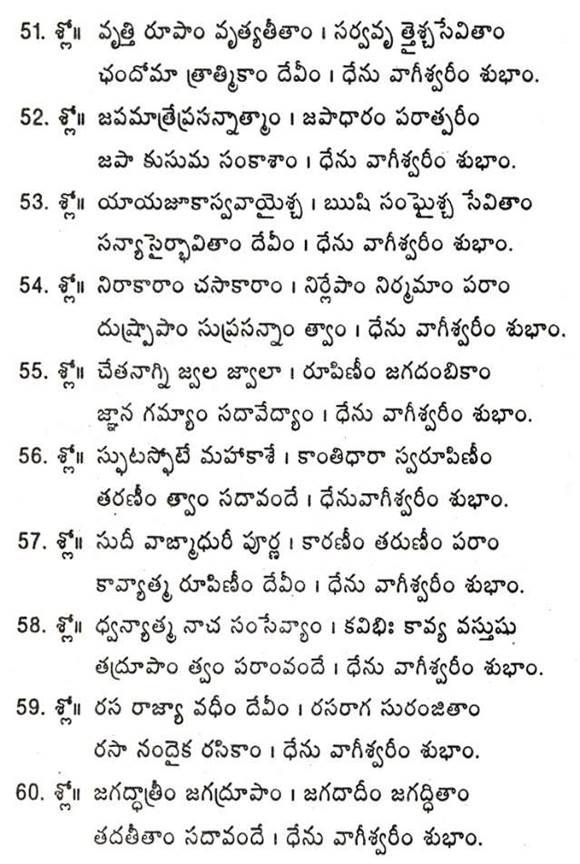 51. శ్లో॥ వృత్తి రూపాం వృత్యతీతాం । సర్వవృ త్తైశ్చసేవితాం
ఛందోమా త్రాత్మికాం దేవీం । ధేను వాగీశ్వరీం శుభాం.
52. శ్లో॥ జపమాత్రేప్రసన్నాత్మాం । జపాధారం పరాత్పరీం
జపా కుసుమ సంకాశాం । ధేను వాగీశ్వరీం శుభాం.
53. శ్లో॥ యాయజూకాస్వవాయైశ్చ । ఋషి సంఘైశ్చ సేవితాం
సన్యాసైర్భావితాం దేవీం । ధేను వాగీశ్వరీం శుభాం.
54. శ్లో॥ నిరాకారాం చసాకారాం । నిర్లేపాం నిర్మమాం పరాం
దుష్ప్రాపాం సుప్రసన్నాం త్వాం । ధేను వాగీశ్వరీం శుభాం.
55. శ్లో॥ చేతనాగ్ని జ్వల జ్వాలా । రూపిణీం జగదంబికాం
జ్ఞాన గమ్యాం సదావేద్యాం । ధేను వాగీశ్వరీం శుభాం.
56. శ్లో॥ స్ఫుటస్ఫోటే మహాకాశే । కాంతిధారా స్వరూపిణీం
తరణీం త్వాం సదావందే । ధేనువాగీశ్వరీం శుభాం.
57. శ్లో॥ సుదీ వాఙ్మాధురీ పూర్ణ । కారణీం తరుణీం పరాం
కావ్యాత్మ రూపిణీం దేవీం । ధేను వాగీశ్వరీం శుభాం.
58. శ్లో॥ ధ్వన్యాత్మ నాచ సంసేవ్యాం । కవిభిః కావ్య వస్తుషు
తద్రూపాం త్వం పరాంవందే । ధేను వాగీశ్వరీం శుభాం.
59. శ్లో॥ రస రాజ్యా వధీం దేవీం । రసరాగ సురంజితాం
రసా నందైక రసికాం । ధేను వాగీశ్వరీం శుభాం.
60. శ్లో॥ జగద్ధాత్రీం జగద్రూపాం । జగదాదీం జగద్ధితాం
తదతీతాం సదావందే । ధేను వాగీశ్వరీం శుభాం.